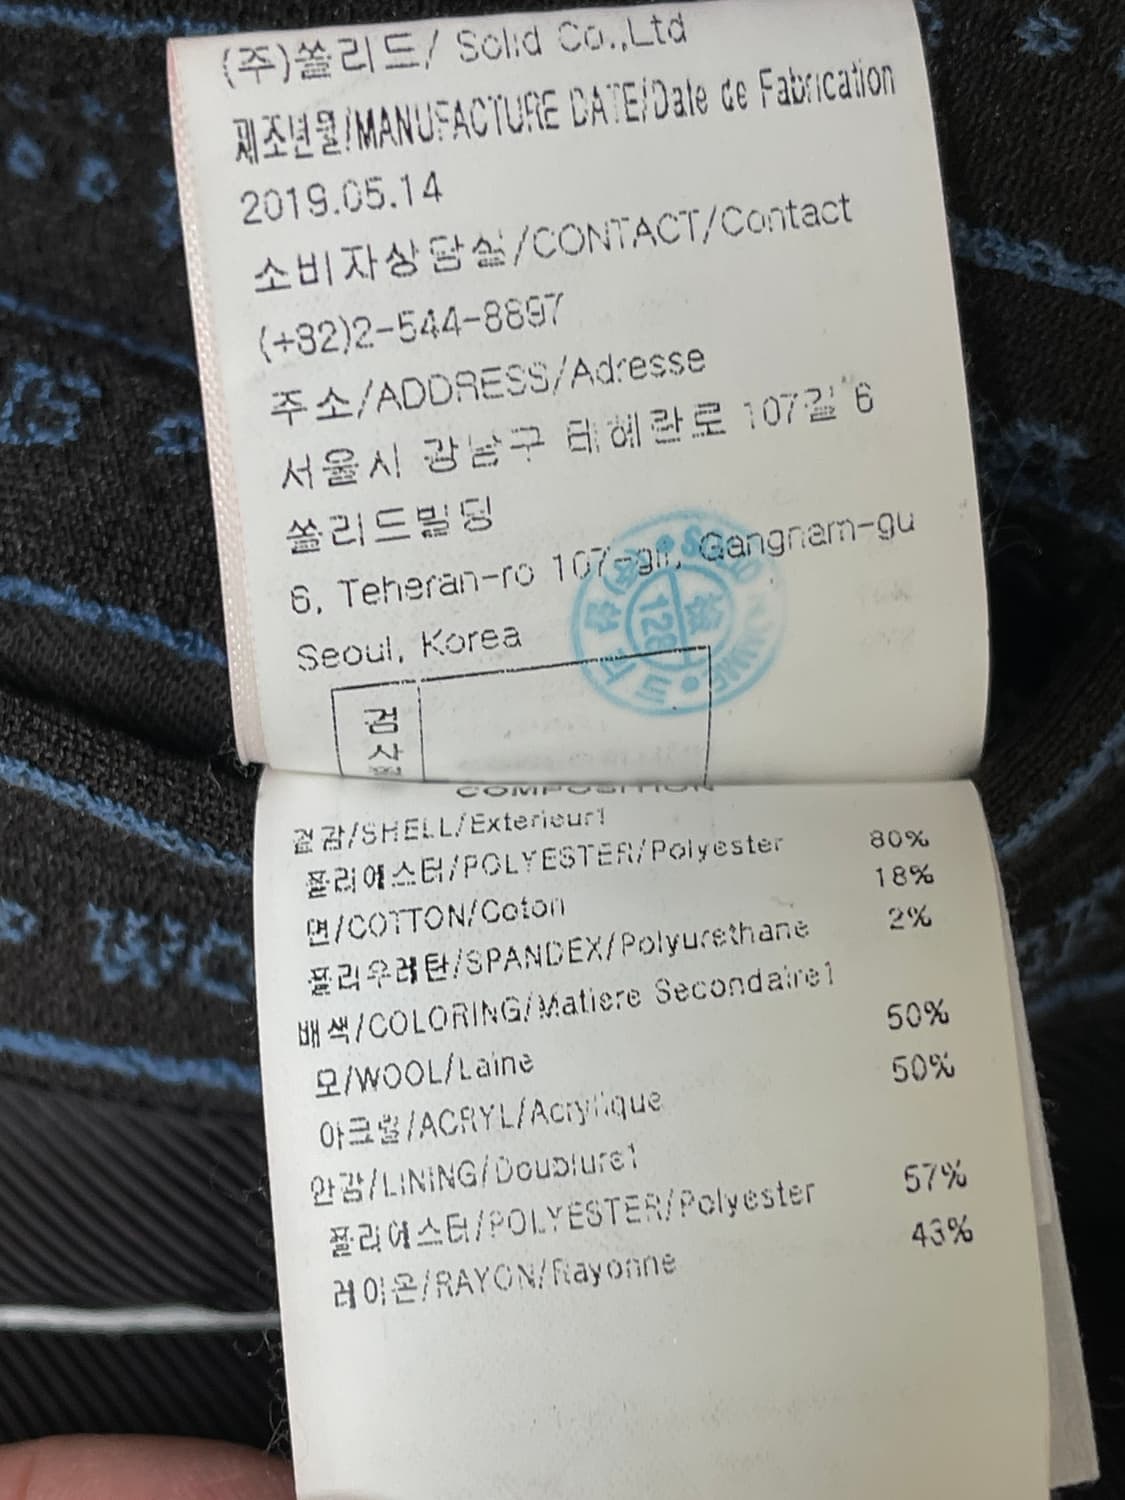 (주)쏠리드/ Solid Co.,Ltd
제조년월/MANUFACTURE DATE/Date de Fabrication
2019.05.14
소비자상담실/CONTACT/Contact
(+82)2-544-8897
주소/ADDRESS/Adresse
서울시 강남구 테헤란로 107길 6
쏠리드빌딩
6, Teheran-ro 107-gil, Gangnam-gu
Seoul, Korea
128
검
사
COMPOSITION
겉감/SHELL/Exterieur1
폴리에스터/POLYESTER/Polyester 80%
면/COTTON/Coton 18%
폴리우레탄/SPANDEX/Polyurethane 2%
배색/COLORING/Matiere Secondaire1
모/WOOL/Laine 50%
아크릴/ACRYL/Acrylique 50%
안감/LINING/Doublure1
폴리에스터/POLYESTER/Polyester 57%
레이온/RAYON/Rayonne 43%